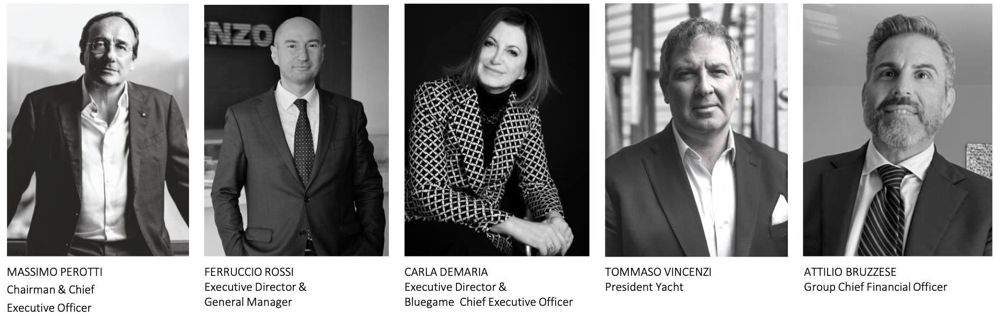 ENZO
MASSIMO PEROTTI
Chairman & Chief
Executive Officer
FERRUCCIO ROSSI
Executive Director &
General Manager
CARLA DEMARIA
Executive Director &
Bluegame Chief Executive Officer
TOMMASO VINCENZI
President Yacht
ATTILIO BRUZZESE
Group Chief Financial Officer